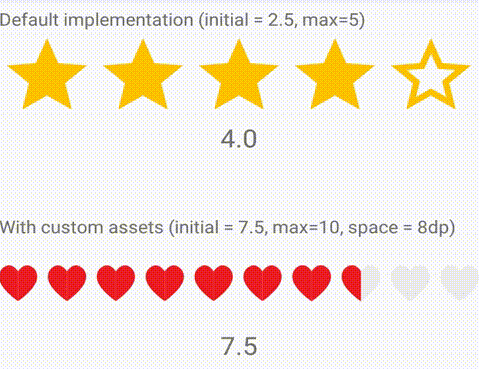 Default implementation (initial = 2.5, max=5)
4.0
With custom assets (initial = 7.5, max=10, space = 8dp)
7.5